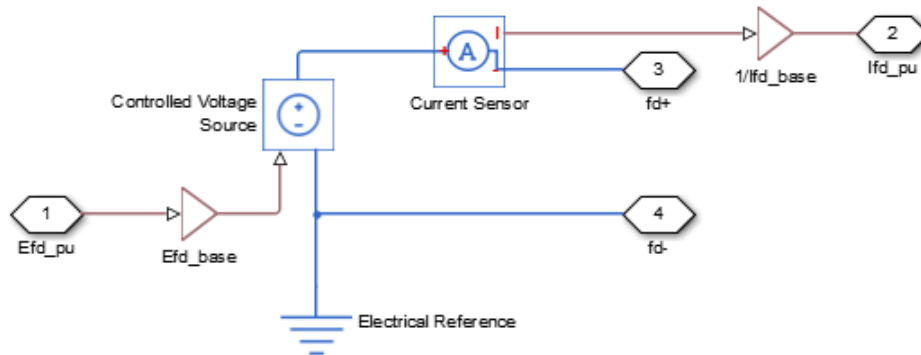 2
Ifd_pu
1/Ifd_base
I
A
+
-
Current Sensor
3
fd+
Controlled Voltage
Source
+
-
1
Efd_pu
Efd_base
4
fd-
Electrical Reference